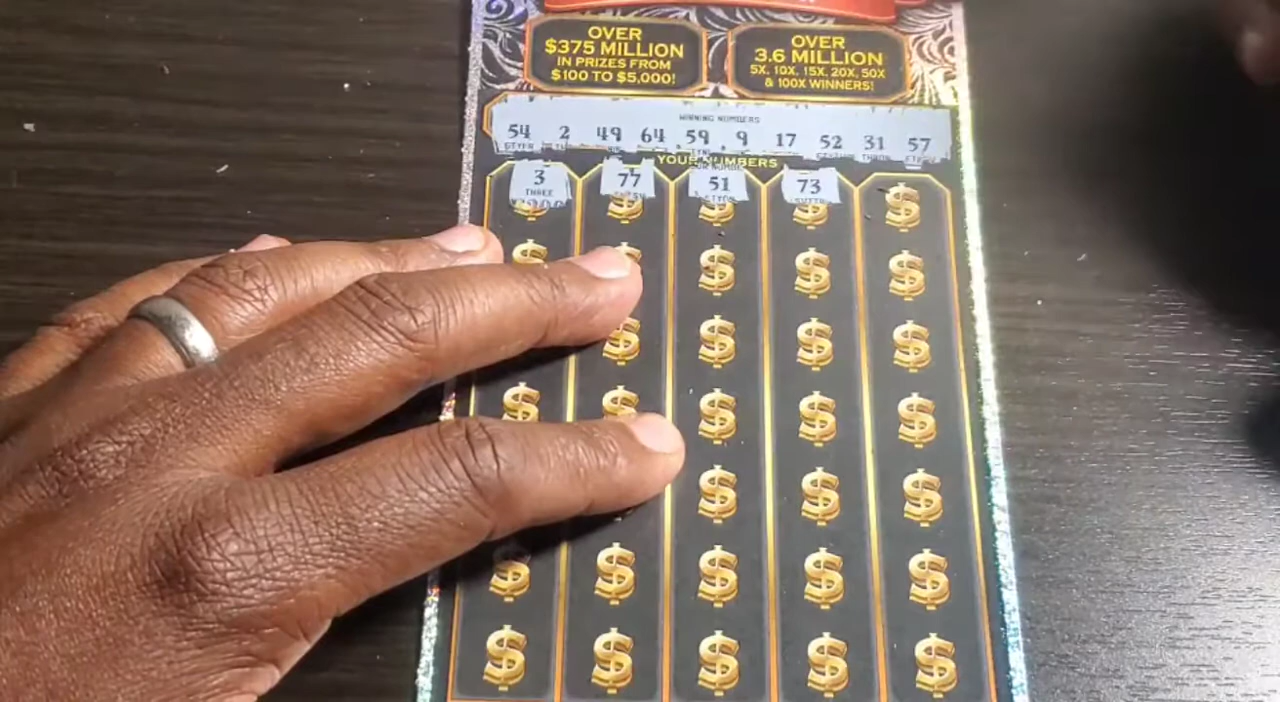 OVER
$375 MILLION
IN PRIZES FROM
$100 TO $5,000!
OVER
3.6 MILLION
5X, 10X, 15X, 20X, 50X
& 100X WINNERS!
WINNING NUMBERS
54 2 49 64 59 9 17 52 31 57
YOUR NUMBERS
3 77 51 73
THREE